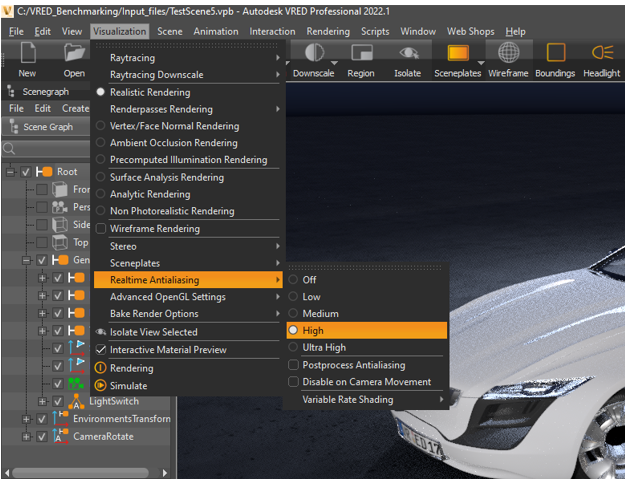 C:/VRED_Benchmarking/Input_files/TestScene5.vpb - Autodesk VRED Professional 2022.1
File Edit View Visualization Scene Animation Interaction Rendering Scripts Window Web Shops Help
New Open Downscale Region Isolate Sceneplates Wireframe Boundings Headlight
Scenegraph
File Edit Create
Scene Graph
Root
Fron
Pers
Side
Top
Gen
LightSwitch
EnvironmentsTransform
CameraRotate
Raytracing
Raytracing Downscale
Realistic Rendering
Renderpasses Rendering
Vertex/Face Normal Rendering
Ambient Occlusion Rendering
Precomputed Illumination Rendering
Surface Analysis Rendering
Analytic Rendering
Non Photorealistic Rendering
Wireframe Rendering
Stereo
Sceneplates
Realtime Antialiasing
Advanced OpenGL Settings
Bake Render Options
Isolate View Selected
Interactive Material Preview
Rendering
Simulate
Off
Low
Medium
High
Ultra High
Postprocess Antialiasing
Disable on Camera Movement
Variable Rate Shading